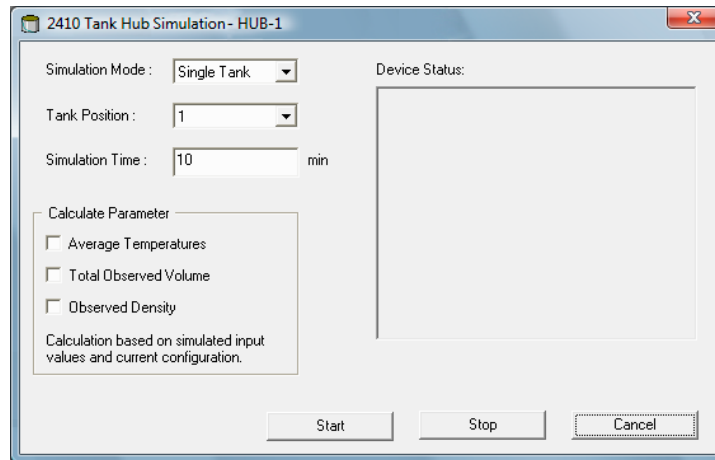 2410 Tank Hub Simulation - HUB-1
Simulation Mode :
Single Tank
Tank Position :
1
Simulation Time :
10
min
Calculate Parameter
Average Temperatures
Total Observed Volume
Observed Density
Calculation based on simulated input
values and current configuration.
Device Status:
Start
Stop
Cancel